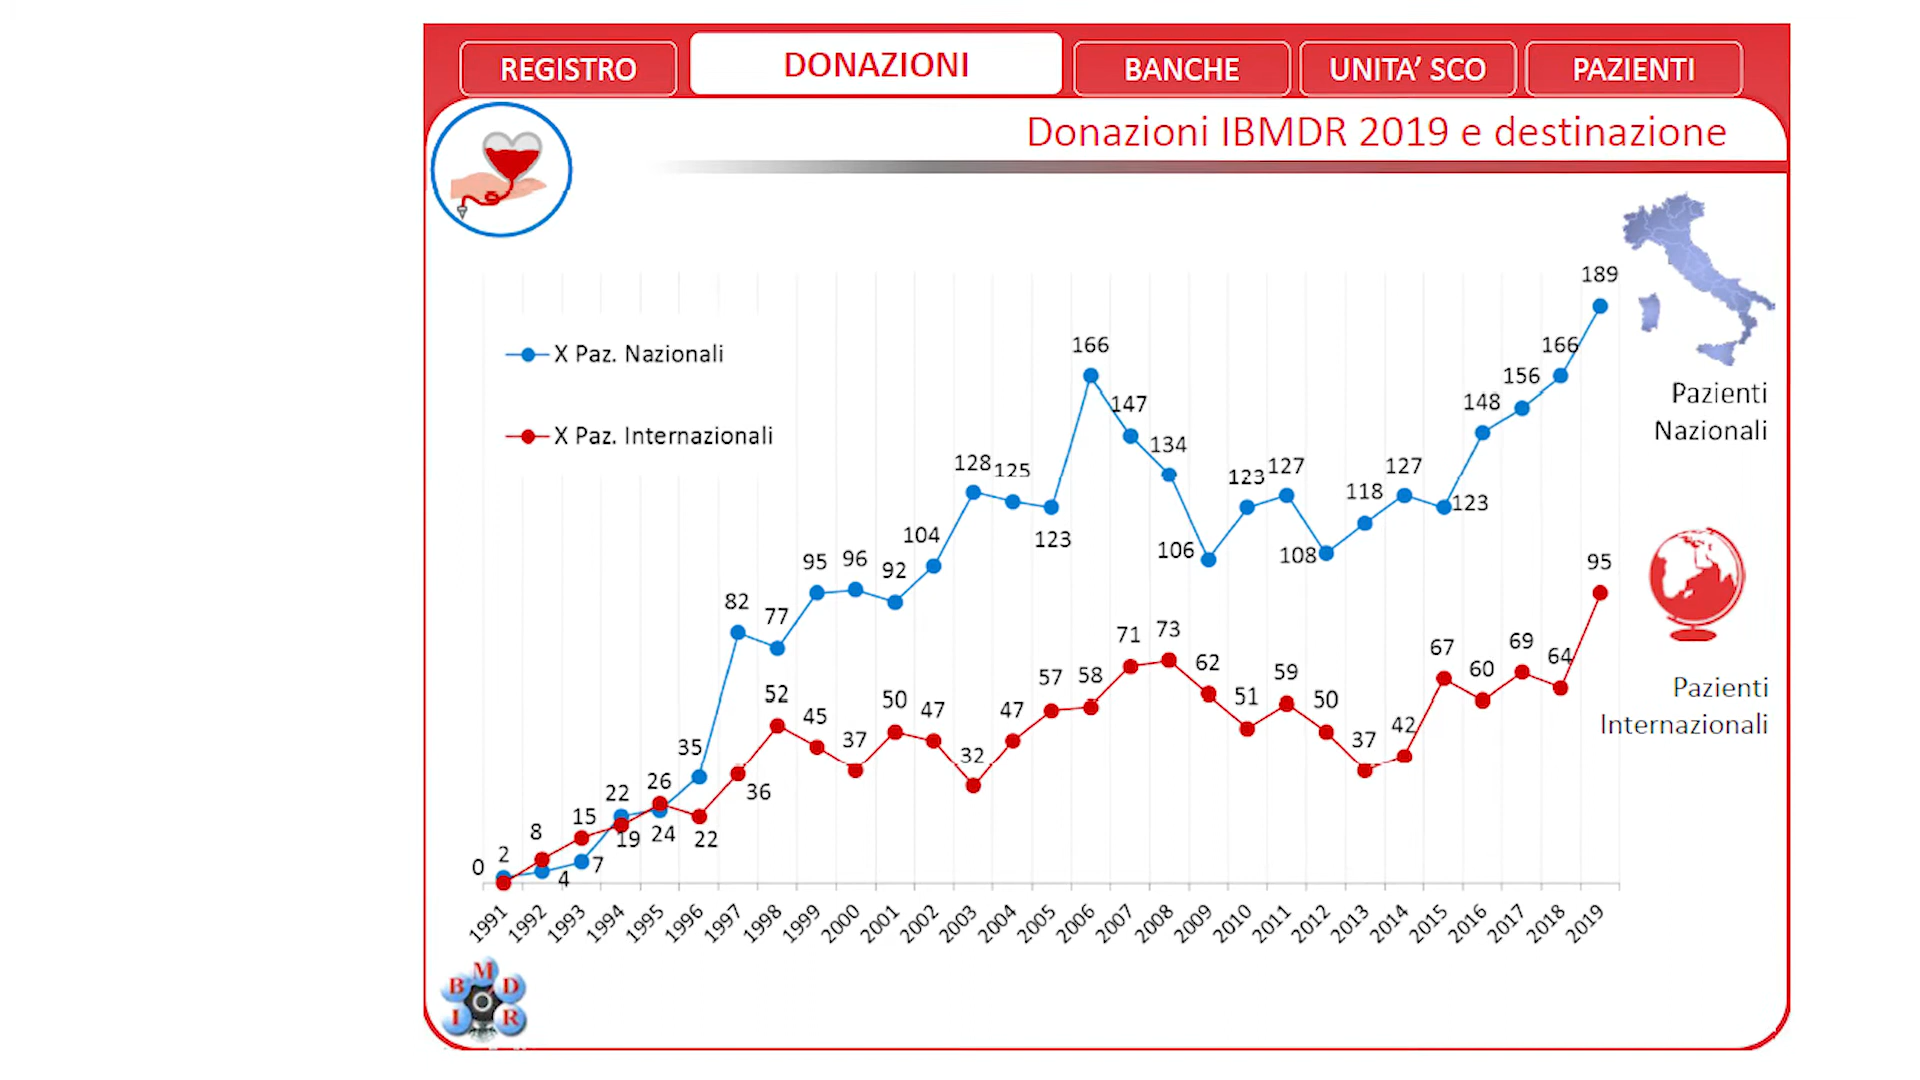 REGISTRO DONAZIONI BANCHE UNITA’ SCO PAZIENTI
Donazioni IBMDR 2019 e destinazione
X Paz. Nazionali
X Paz. Internazionali
2 4 7 22 24 35 82 77 95 96 92 104 128 125 123 166 147 134 106 123 127 108 118 127 123 148 156 166 189
0 8 15 19 26 22 36 52 45 37 50 47 32 47 57 58 71 73 62 51 59 50 37 42 67 60 69 64 95
Pazienti
Nazionali
Pazienti
Internazionali
1991 1992 1993 1994 1995 1996 1997 1998 1999 2000 2001 2002 2003 2004 2005 2006 2007 2008 2009 2010 2011 2012 2013 2014 2015 2016 2017 2018 2019
I B M D R